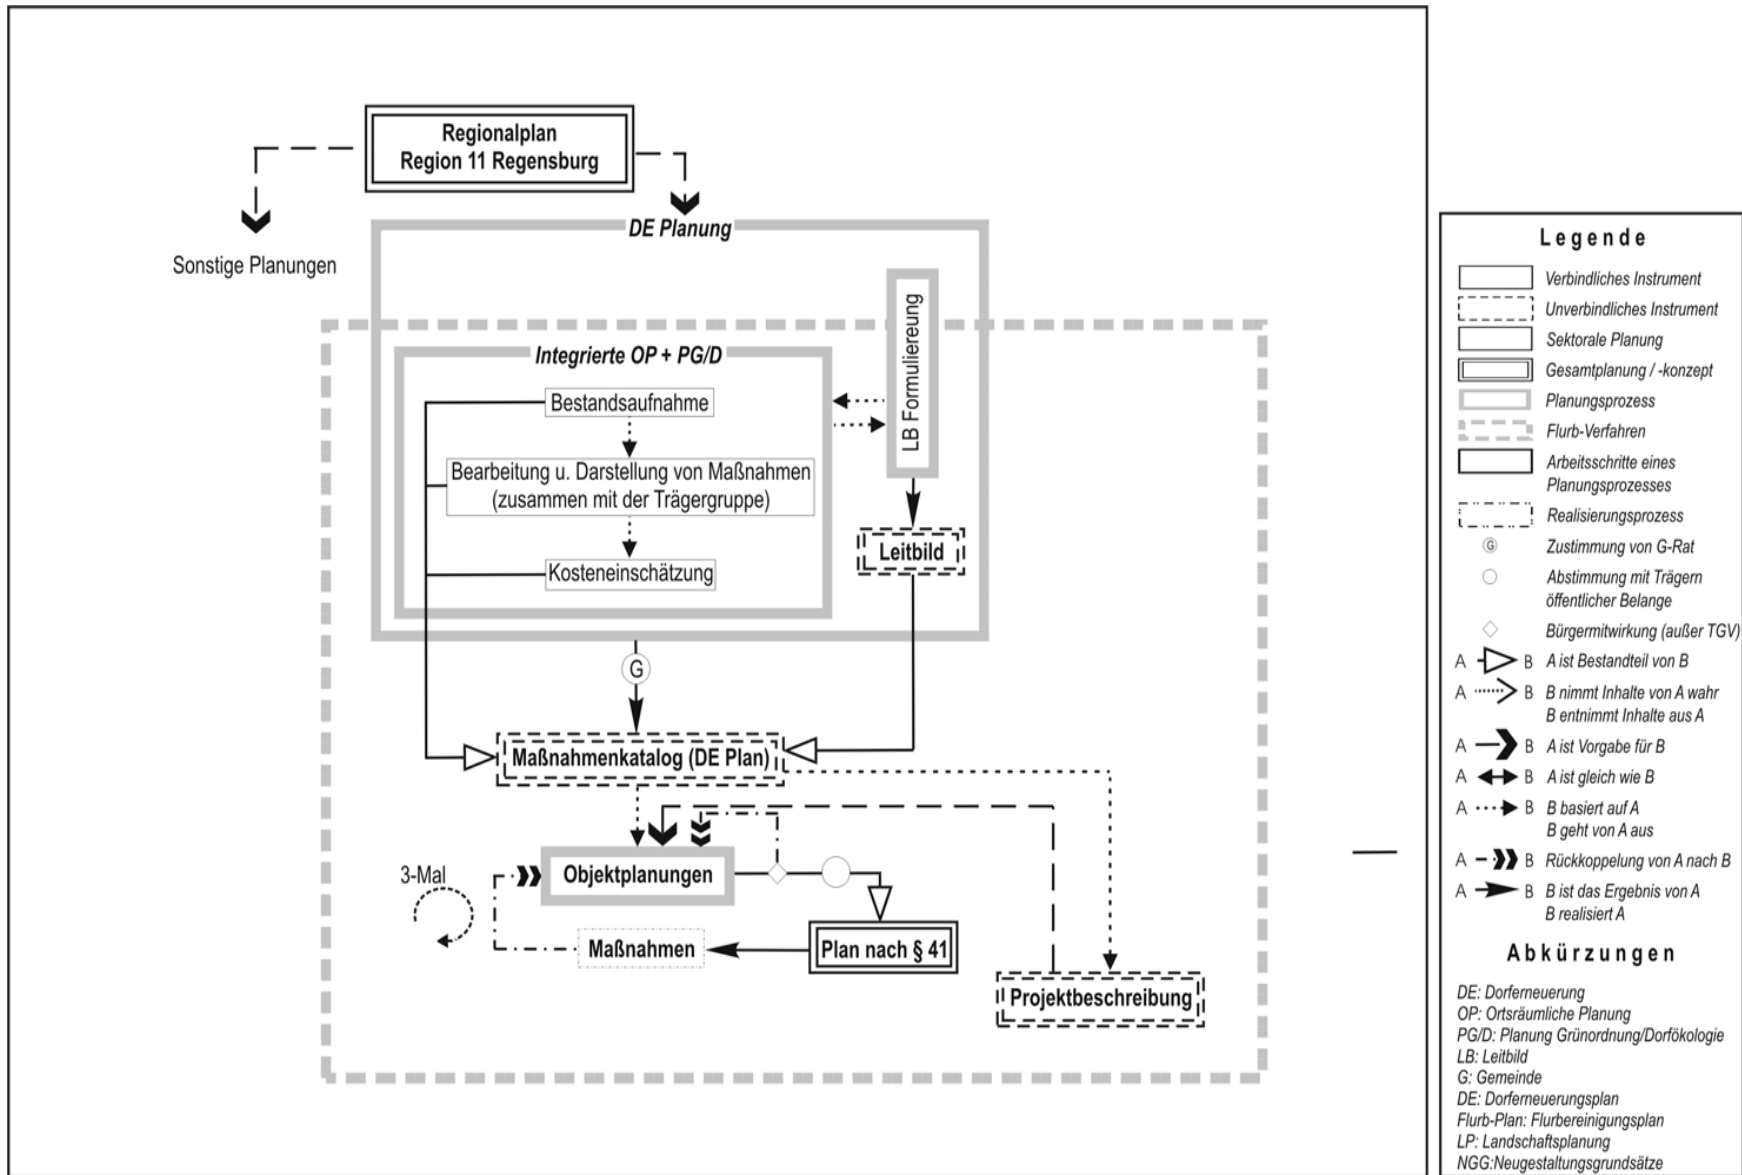 Regionalplan
Region 11 Regensburg
Sonstige Planungen
DE Planung
LB Formuliereung
Integrierte OP + PG/D
Bestandsaufnahme
Bearbeitung u. Darstellung von Maßnahmen
(zusammen mit der Trägergruppe)
Kosteneinschätzung
Leitbild
G
Maßnahmenkatalog (DE Plan)
3-Mal
Objektplanungen
Maßnahmen
Plan nach § 41
Projektbeschreibung
Legende
Verbindliches Instrument
Unverbindliches Instrument
Sektorale Planung
Gesamtplanung / -konzept
Planungsprozess
Flurb-Verfahren
Arbeitsschritte eines
Planungsprozesses
Realisierungsprozess
G Zustimmung von G-Rat
Abstimmung mit Trägern
öffentlicher Belange
Bürgermitwirkung (außer TGV)
A B A ist Bestandteil von B
A B B nimmt Inhalte von A wahr
B entnimmt Inhalte aus A
A B A ist Vorgabe für B
A B A ist gleich wie B
A B B basiert auf A
B geht von A aus
A B Rückkoppelung von A nach B
A B B ist das Ergebnis von A
B realisiert A
Abkürzungen
DE: Dorferneuerung
OP: Ortsräumliche Planung
PG/D: Planung Grünordnung/Dorfökologie
LB: Leitbild
G: Gemeinde
DE: Dorferneuerungsplan
Flurb-Plan: Flurbereinigungsplan
LP: Landschaftsplanung
NGG:Neugestaltungsgrundsätze